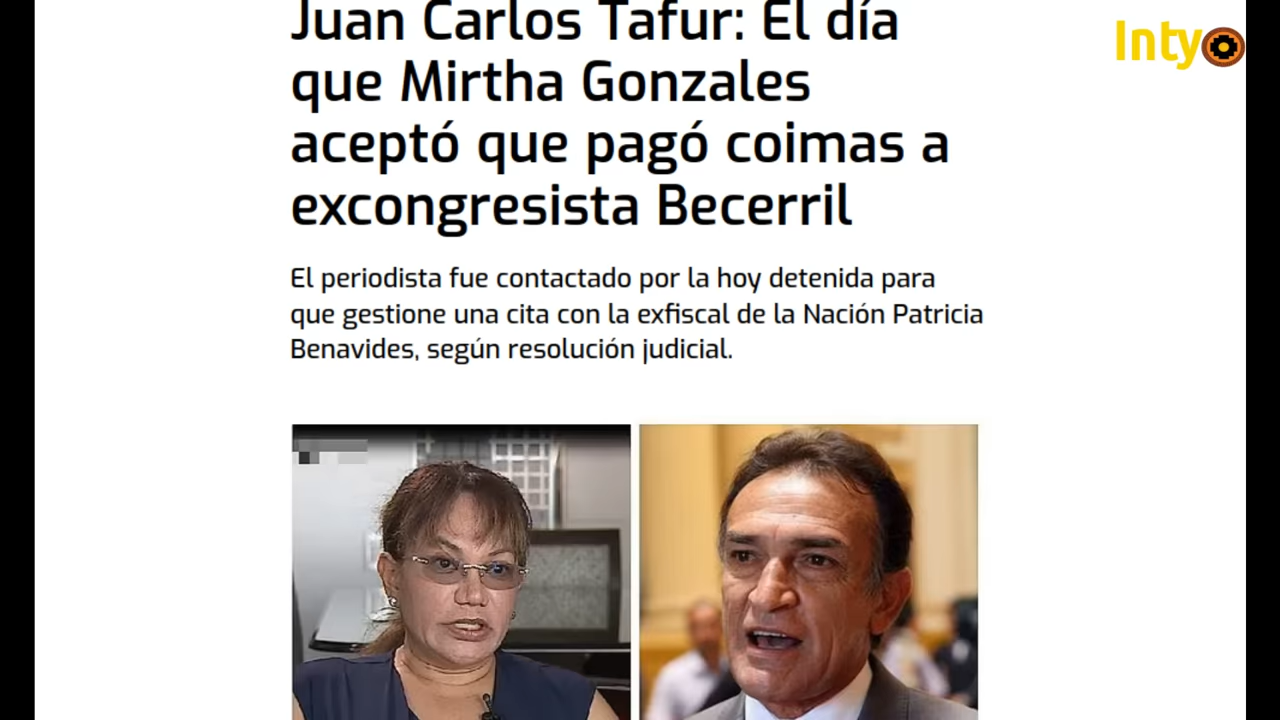 Juan Carlos Tafur: El día
que Mirtha Gonzales
aceptó que pagó coimas a
excongresista Becerril
El periodista fue contactado por la hoy detenida para
que gestione una cita con la exfiscal de la Nación Patricia
Benavides, según resolución judicial.
Inty